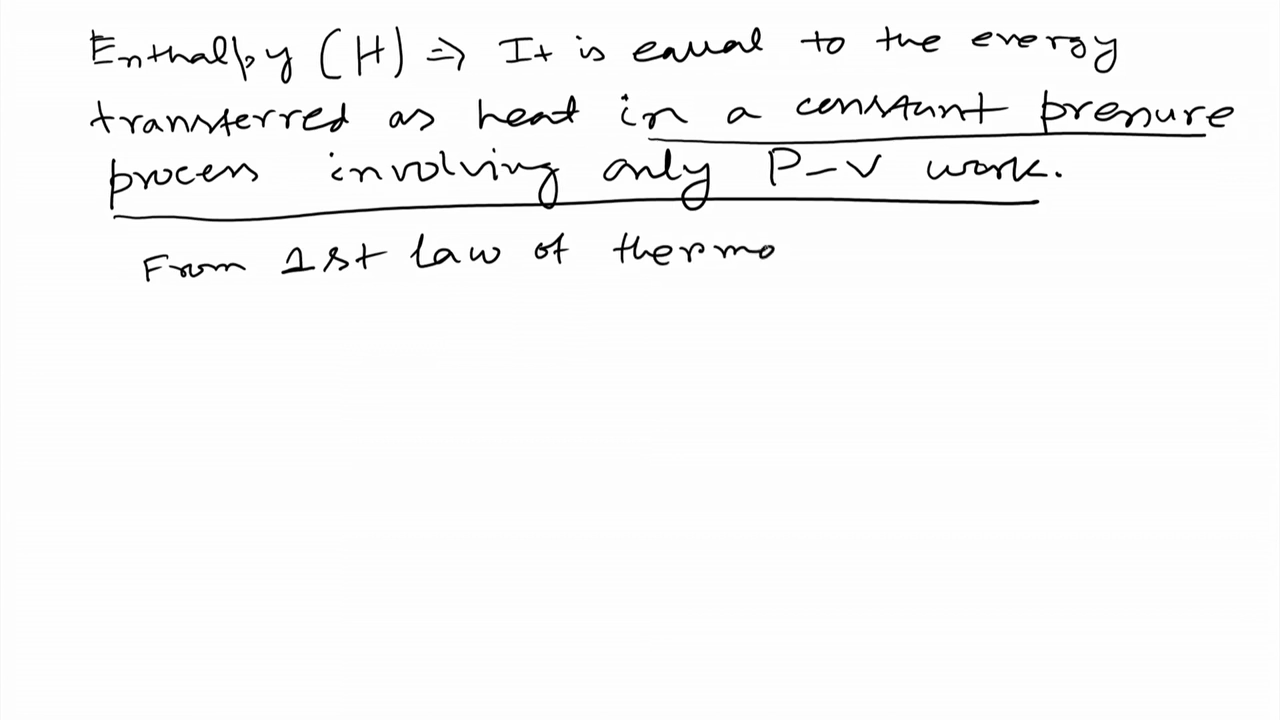 Enthalpy (H) => It is equal to the energy
transferred as heat in a constant pressure
process involving only P-V work.
From 1st law of thermo